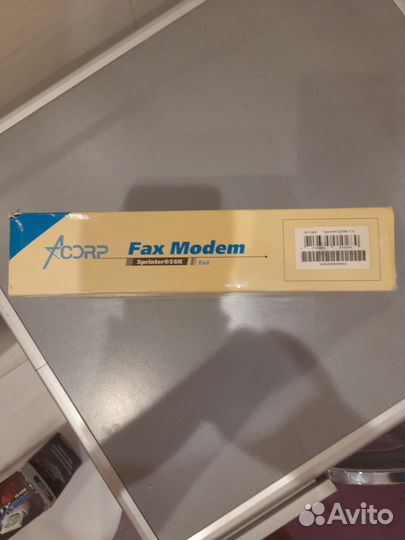 ACORP
Fax Modem
Sprinter@56K
Ext
Avito